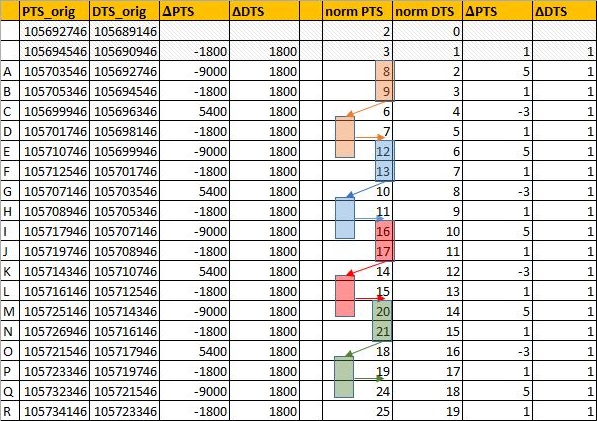 PTS_orig DTS_orig ΔPTS ΔDTS norm PTS norm DTS ΔPTS ΔDTS
105692746 105689146 2 0
105694546 105690946 -1800 1800 3 1 1 1
A 105703546 105692746 -9000 1800 8 2 5 1
B 105705346 105694546 -1800 1800 9 3 1 1
C 105699946 105696346 5400 1800 6 4 -3 1
D 105701746 105698146 -1800 1800 7 5 1 1
E 105710746 105699946 -9000 1800 12 6 5 1
F 105712546 105701746 -1800 1800 13 7 1 1
G 105707146 105703546 5400 1800 10 8 -3 1
H 105708946 105705346 -1800 1800 11 9 1 1
I 105717946 105707146 -9000 1800 16 10 5 1
J 105719746 105708946 -1800 1800 17 11 1 1
K 105714346 105710746 5400 1800 14 12 -3 1
L 105716146 105712546 -1800 1800 15 13 1 1
M 105725146 105714346 -9000 1800 20 14 5 1
N 105726946 105716146 -1800 1800 21 15 1 1
O 105721546 105717946 5400 1800 18 16 -3 1
P 105723346 105719746 -1800 1800 19 17 1 1
Q 105732346 105721546 -9000 1800 24 18 5 1
R 105734146 105723346 -1800 1800 25 19 1 1